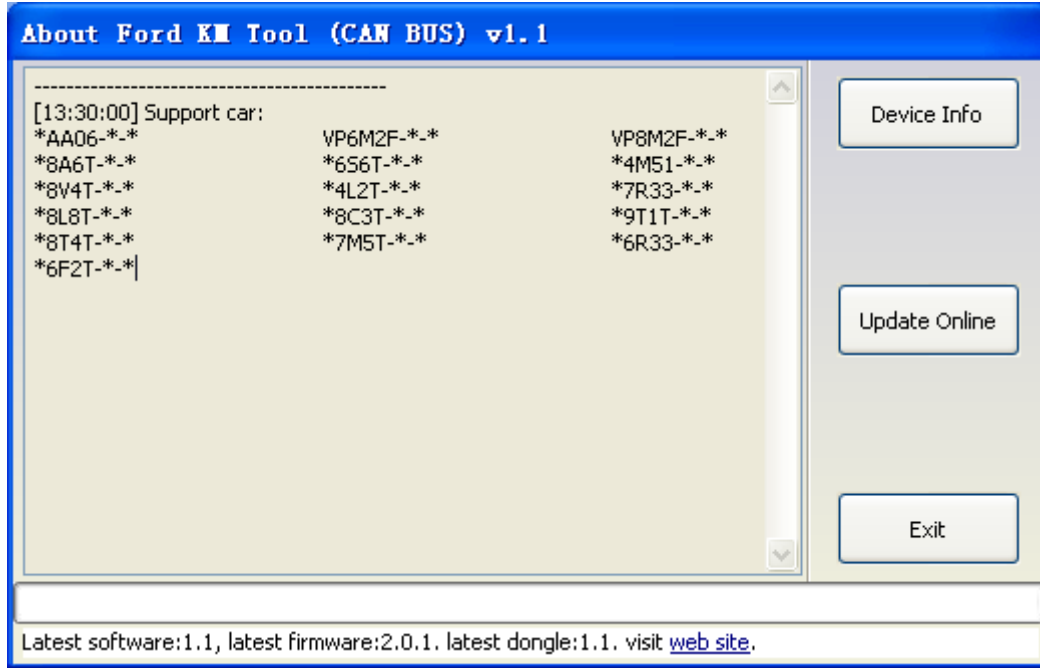 About Ford KM Tool (CAN BUS) v1.1
--------------------------------------------
[13:30:00] Support car:
*AA06-*-* VP6M2F-*-* VP8M2F-*-*
*8A6T-*-* *6S6T-*-* *4M51-*-*
*8V4T-*-* *4L2T-*-* *7R33-*-*
*8L8T-*-* *8C3T-*-* *9T1T-*-*
*8T4T-*-* *7M5T-*-* *6R33-*-*
*6F2T-*-*
Device Info
Update Online
Exit
Latest software:1.1, latest firmware:2.0.1. latest dongle:1.1. visit web site.